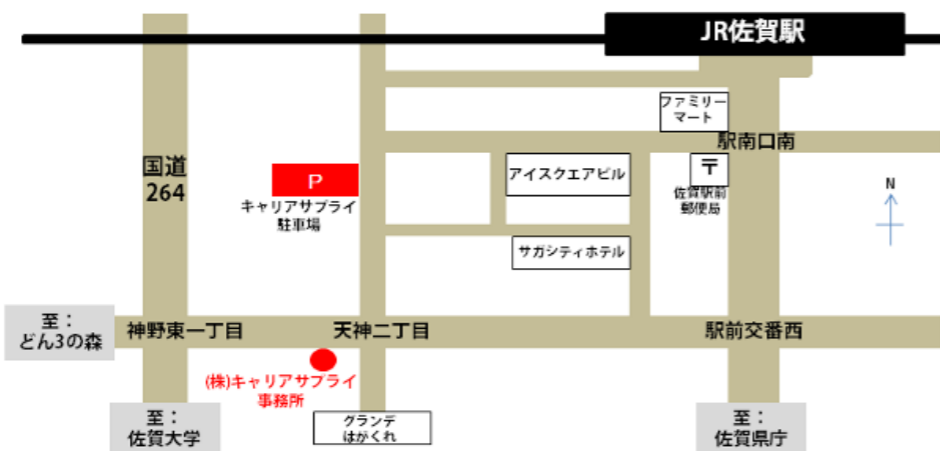 JR佐賀駅
ファミリー
マート
駅南口南
国道
264
P
キャリアサプライ
駐車場
アイスクエアビル
〒
佐賀駅前
郵便局
N
サガシティホテル
至：
どん3の森
神野東一丁目
天神二丁目
駅前交番西
(株)キャリアサプライ
事務所
至：
佐賀大学
グランデ
はがくれ
至：
佐賀県庁